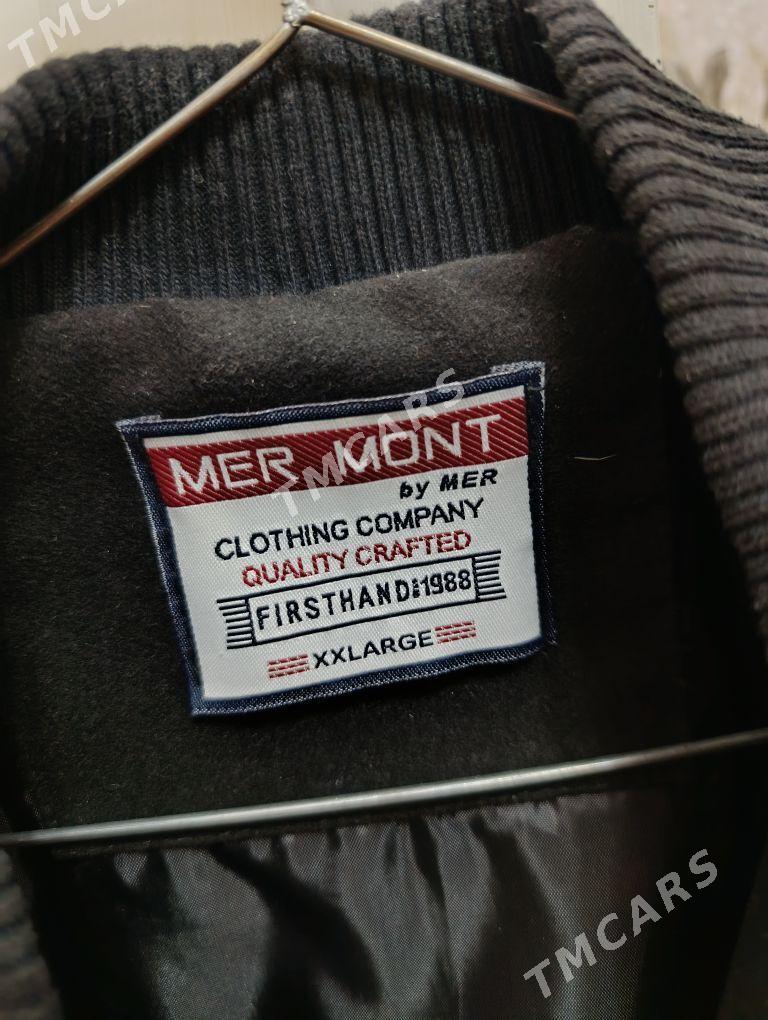 TMCARS
MER MONT
by MER
CLOTHING COMPANY
QUALITY CRAFTED
FIRSTHAND 1988
XXLARGE
TMCARS
TMCARS